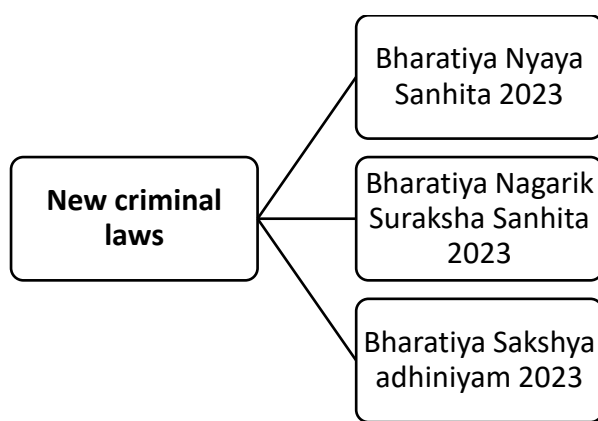 New criminal
laws
Bharatiya Nyaya
Sanhita 2023
Bharatiya Nagarik
Suraksha Sanhita
2023
Bharatiya Sakshya
adhiniyam 2023